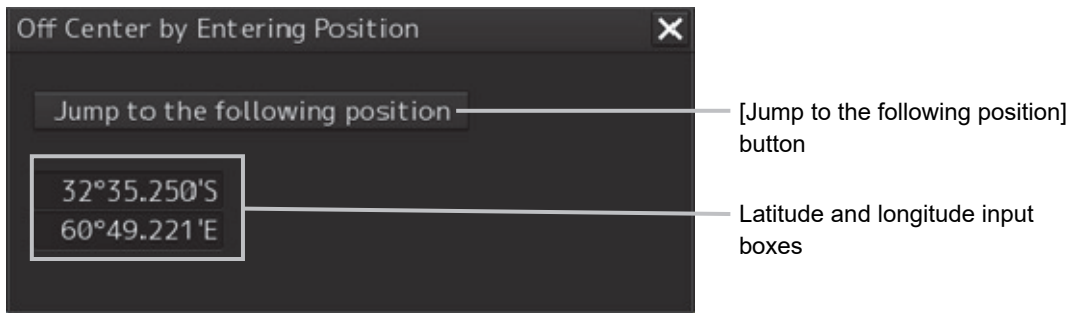 Off Center by Entering Position
Jump to the following position
[Jump to the following position]
button
32°35.250'S
60°49.221'E
Latitude and longitude input
boxes